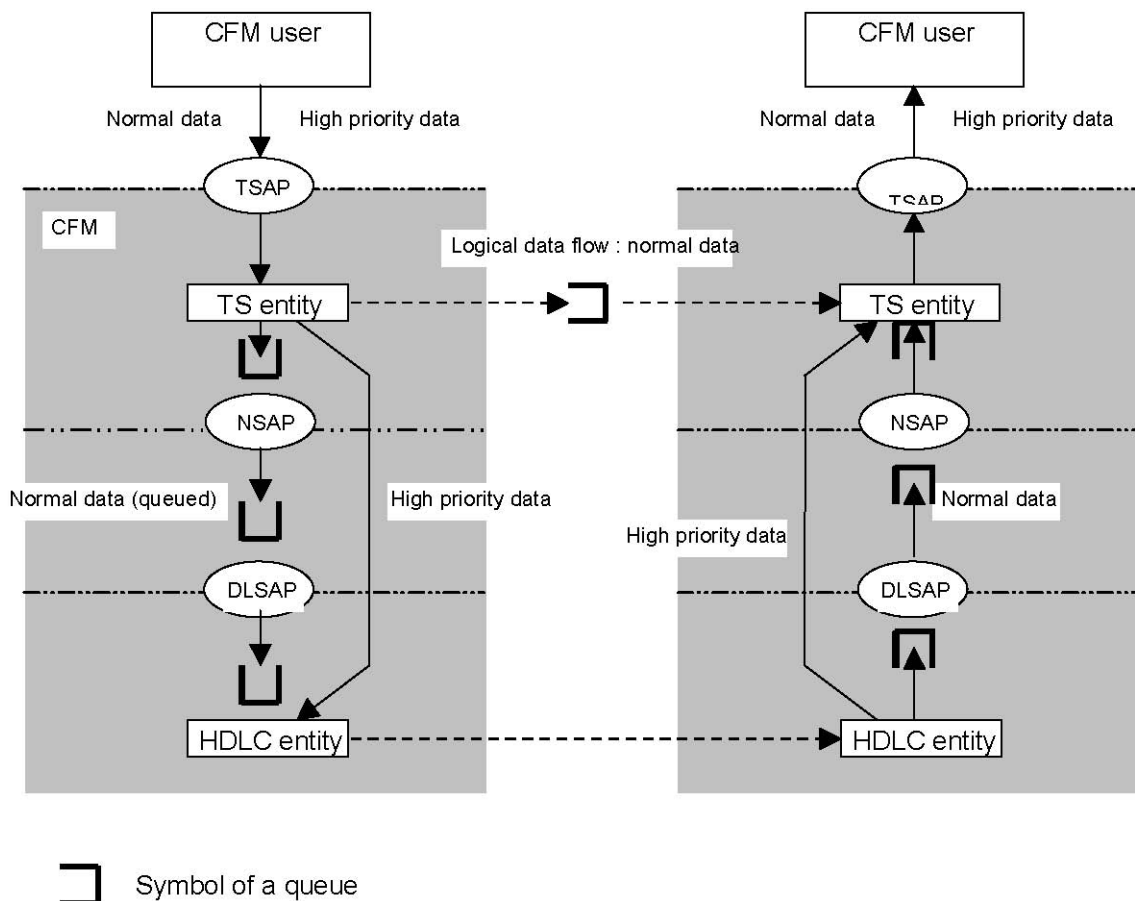 CFM user
CFM user
Normal data
High priority data
Normal data
High priority data
TSAP
TSAP
CFM
Logical data flow : normal data
TS entity
TS entity
NSAP
NSAP
Normal data (queued)
High priority data
Normal data
High priority data
DLSAP
DLSAP
HDLC entity
HDLC entity
Symbol of a queue